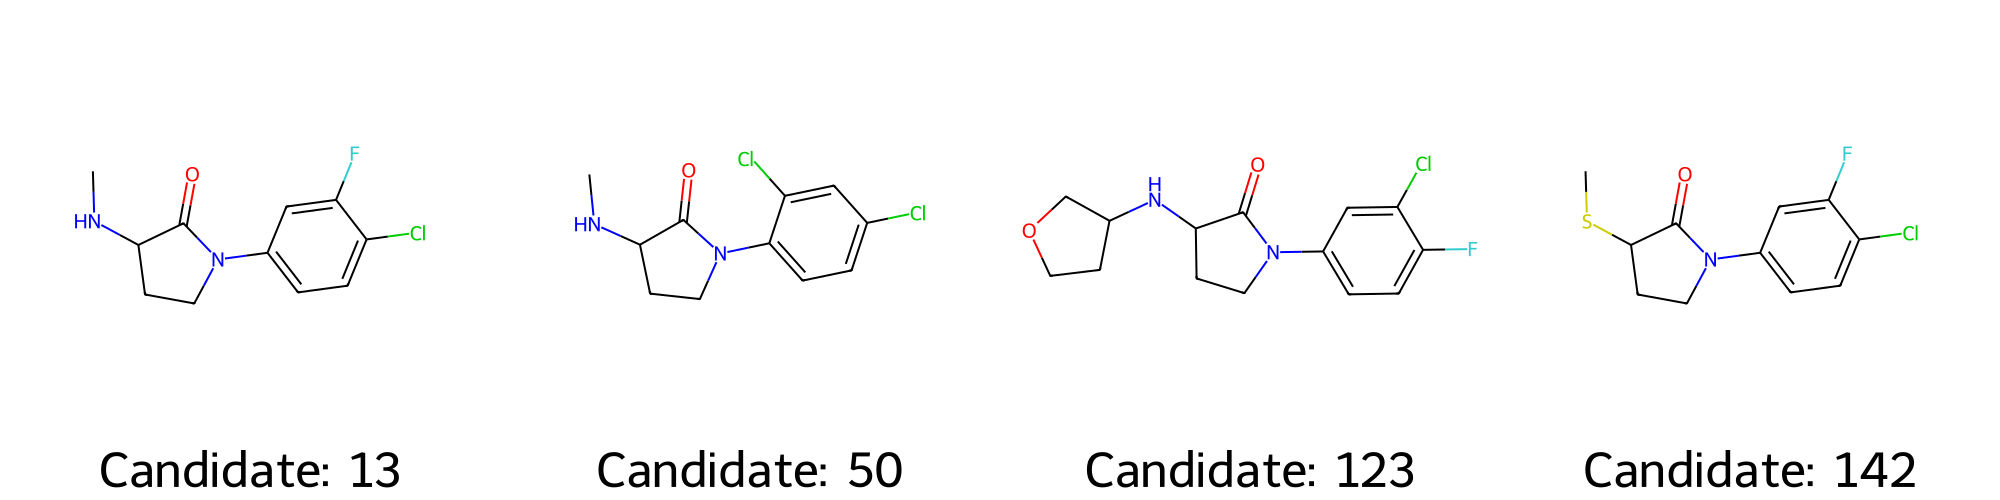 F
O
HN
N
Cl
Candidate: 13
Cl
O
Cl
HN
N
Candidate: 50
O
Cl
H
N
O
N
F
Candidate: 123
F
O
S
Cl
N
Candidate: 142